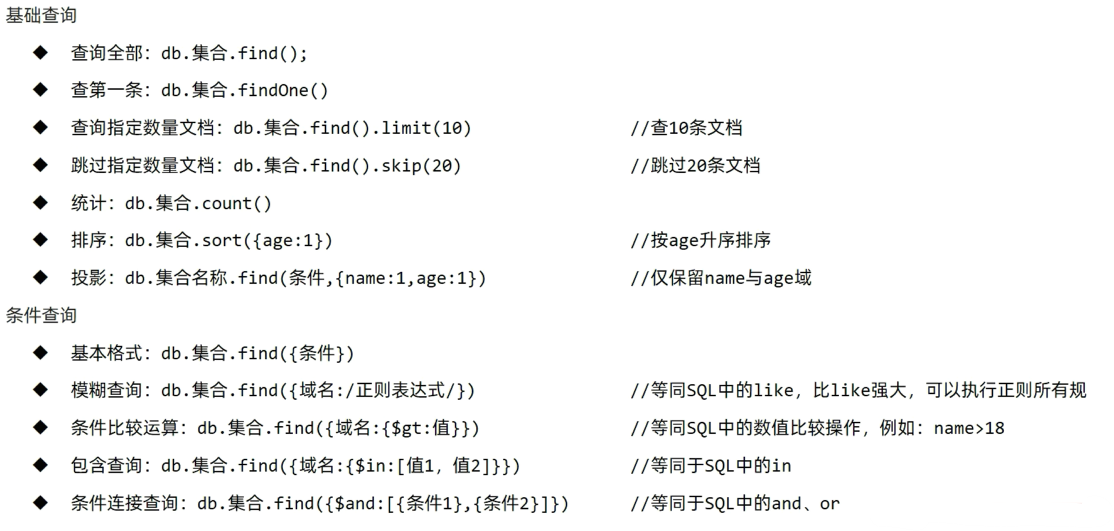 基础查询
◆ 查询全部：db.集合.find();
◆ 查第一条：db.集合.findOne()
◆ 查询指定数量文档：db.集合.find().limit(10) //查10条文档
◆ 跳过指定数量文档：db.集合.find().skip(20) //跳过20条文档
◆ 统计：db.集合.count()
◆ 排序：db.集合.sort({age:1}) //按age升序排序
◆ 投影：db.集合名称.find(条件,{name:1,age:1}) //仅保留name与age域
条件查询
◆ 基本格式：db.集合.find({条件})
◆ 模糊查询：db.集合.find({域名:/正则表达式/}) //等同SQL中的like，比like强大，可以执行正则所有规
◆ 条件比较运算：db.集合.find({域名:{$gt:值}}) //等同SQL中的数值比较操作，例如：name>18
◆ 包含查询：db.集合.find({域名:{$in:[值1，值2]}}) //等同于SQL中的in
◆ 条件连接查询：db.集合.find({$and:[{条件1},{条件2}]}) //等同于SQL中的and、or